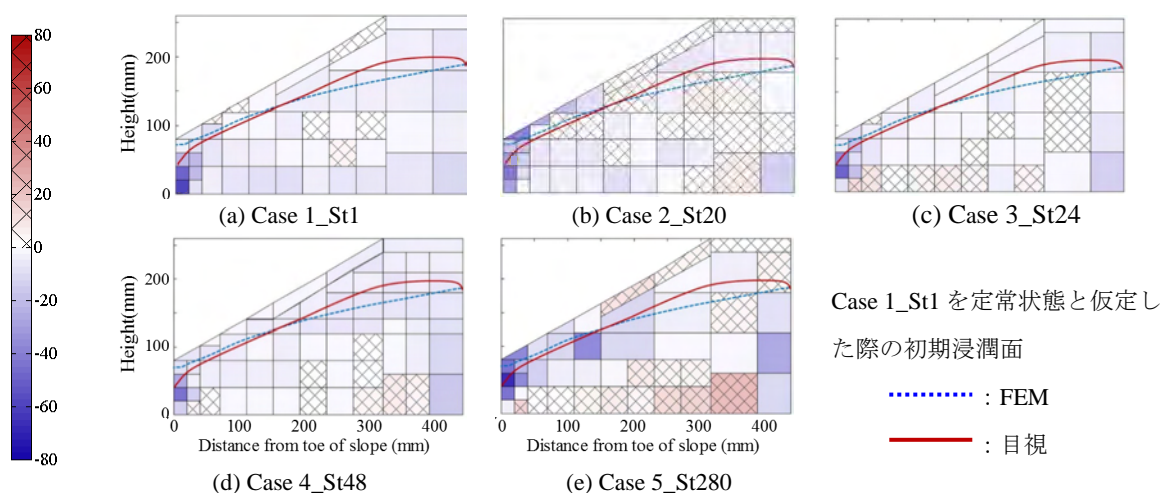 80
60
40
20
0
-20
-40
-60
-80
Height(mm)
200
100
0
(a) Case 1_St1
(b) Case 2_St20
(c) Case 3_St24
Height(mm)
200
100
0
0 100 200 300 400
Distance from toe of slope (mm)
(d) Case 4_St48
0 100 200 300 400
Distance from toe of slope (mm)
(e) Case 5_St280
Case 1_St1 を定常状態と仮定し
た際の初期浸潤面
: FEM
: 目視